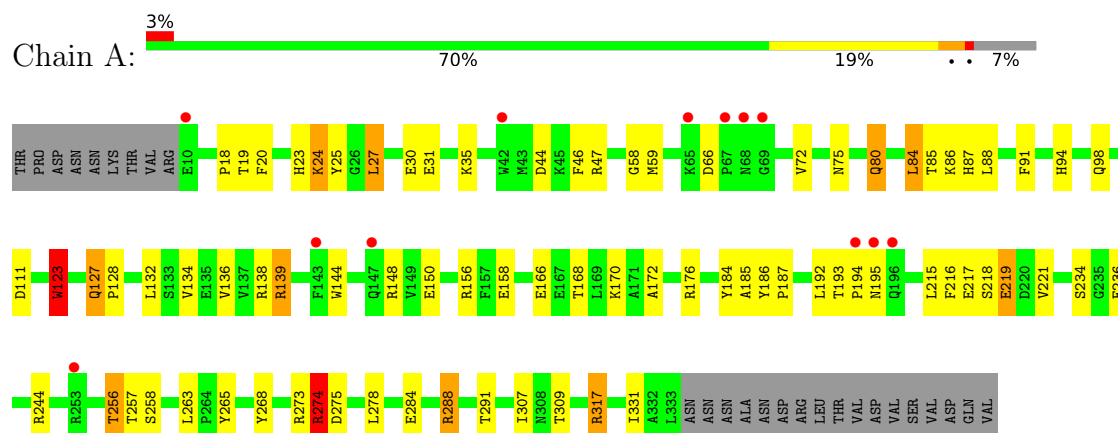 3%
Chain A:
70% 19% • • 7%
THR PRO ASP ASN ASN LYS THR VAL ARG E10 P18 T19 F20 H23 K24 Y25 G26 L27 E30 E31 K35 W42 M43 D44 K45 F46 R47 G58 M59 K65 D66 P67 N68 G69 V72 N75 Q80 L84 T85 K86 H87 L88 F91 H94 Q98
D111 W123 Q127 P128 L132 S133 V134 E135 V136 V137 R138 R139 F143 W144 Q147 R148 V149 E150 R156 F157 E158 E166 E167 T168 L169 K170 A171 A172 R176 Y184 A185 Y186 P187 L192 T193 P194 N195 Q196 L215 F216 E217 S218 E219 D220 V221 S234 G235
R244 R253 T256 T257 S258 L263 P264 Y265 Y268 R273 R274 D275 L278 E284 R288 T291 I307 N308 T309 R317 I331 A332 L333 ASN ASN ASN ALA ASN ASP ARG LEU THR VAL ASP VAL SER VAL ASP GLN VAL